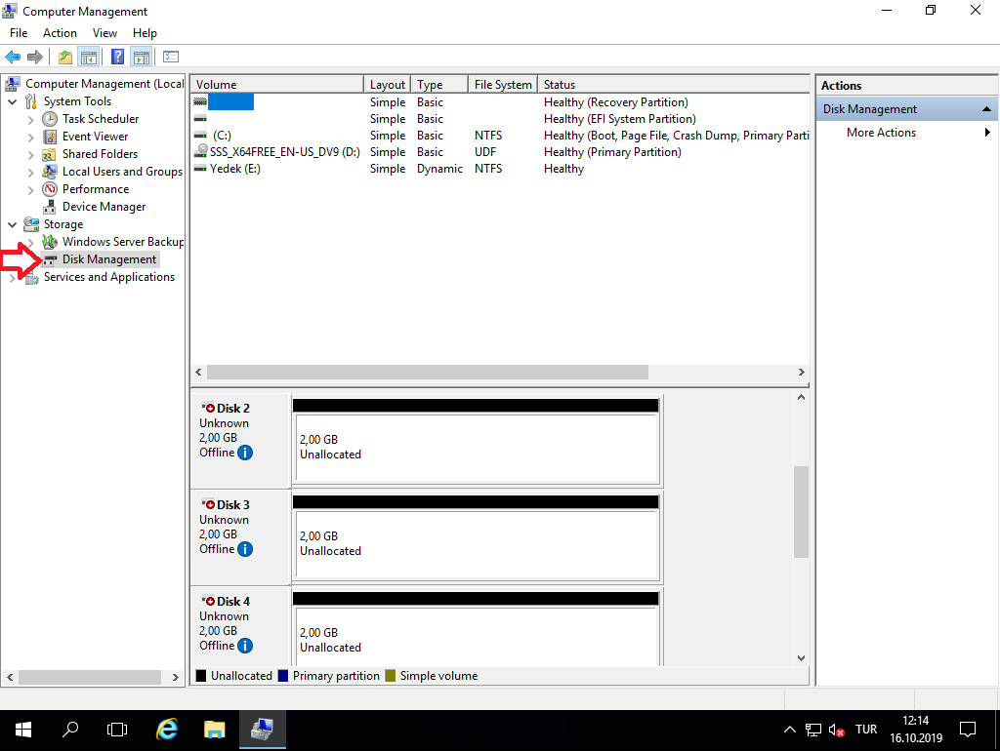 Computer Management
File Action View Help
Computer Management (Local
System Tools
Task Scheduler
Event Viewer
Shared Folders
Local Users and Groups
Performance
Device Manager
Storage
Windows Server Backup
Disk Management
Services and Applications
Volume Layout Type File System Status
Simple Basic Healthy (Recovery Partition)
Simple Basic Healthy (EFI System Partition)
(C:) Simple Basic NTFS Healthy (Boot, Page File, Crash Dump, Primary Parti
SSS_X64FREE_EN-US_DV9 (D:) Simple Basic UDF Healthy (Primary Partition)
Yedek (E:) Simple Dynamic NTFS Healthy
Disk 2
Unknown
2,00 GB
Offline
2,00 GB
Unallocated
Disk 3
Unknown
2,00 GB
Offline
2,00 GB
Unallocated
Disk 4
Unknown
2,00 GB
Offline
2,00 GB
Unallocated
Unallocated Primary partition Simple volume
Actions
Disk Management
More Actions
TUR
12:14
16.10.2019